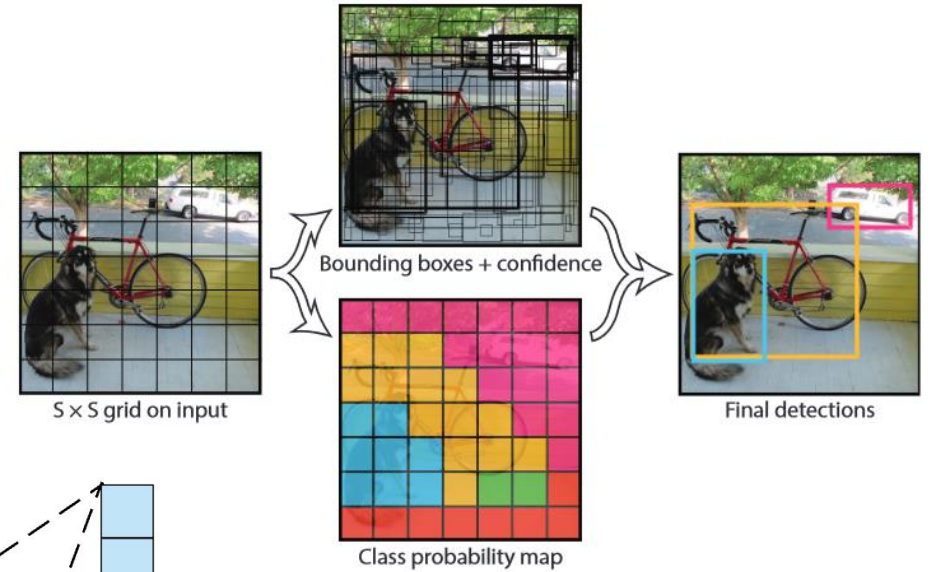 S × S grid on input
Bounding boxes + confidence
Class probability map
Final detections